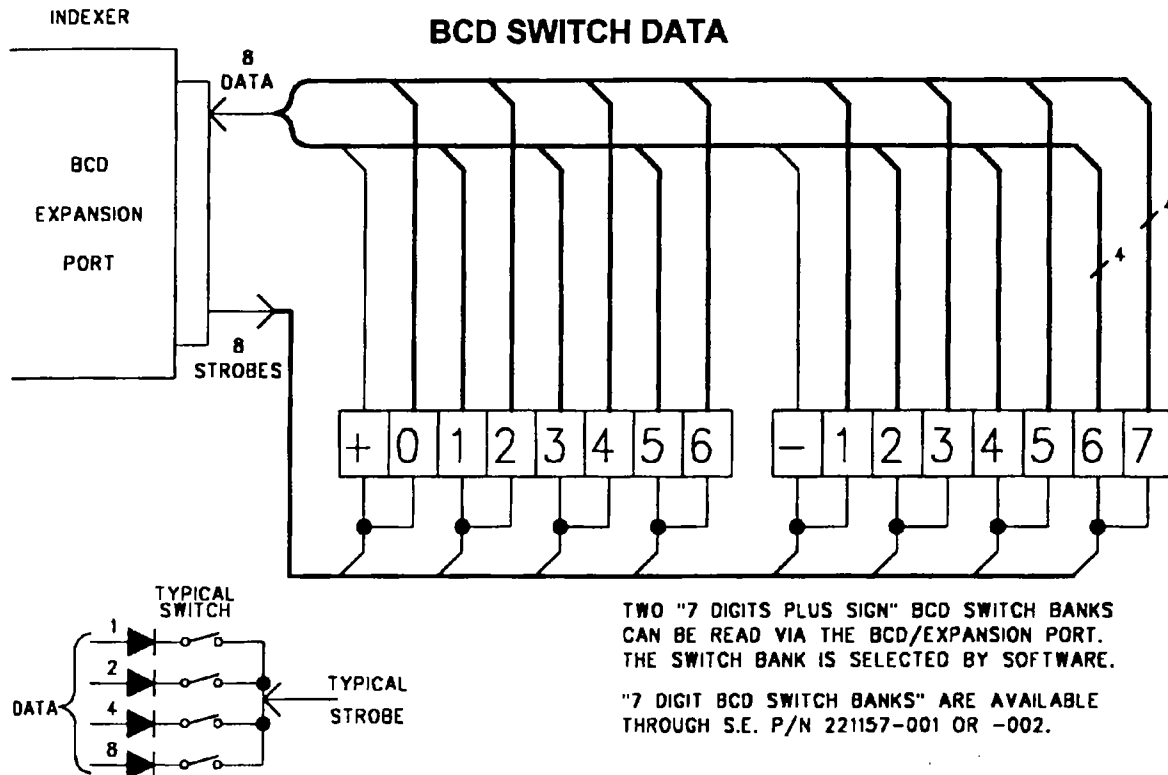 INDEXER
BCD SWITCH DATA
8
DATA
BCD
EXPANSION
PORT
8
STROBES
4
4
+ 0 1 2 3 4 5 6
- 1 2 3 4 5 6 7
TYPICAL
SWITCH
1
2
4
8
DATA
TYPICAL
STROBE
TWO "7 DIGITS PLUS SIGN" BCD SWITCH BANKS
CAN BE READ VIA THE BCD/EXPANSION PORT.
THE SWITCH BANK IS SELECTED BY SOFTWARE.
"7 DIGIT BCD SWITCH BANKS" ARE AVAILABLE
THROUGH S.E. P/N 221157-001 OR -002.